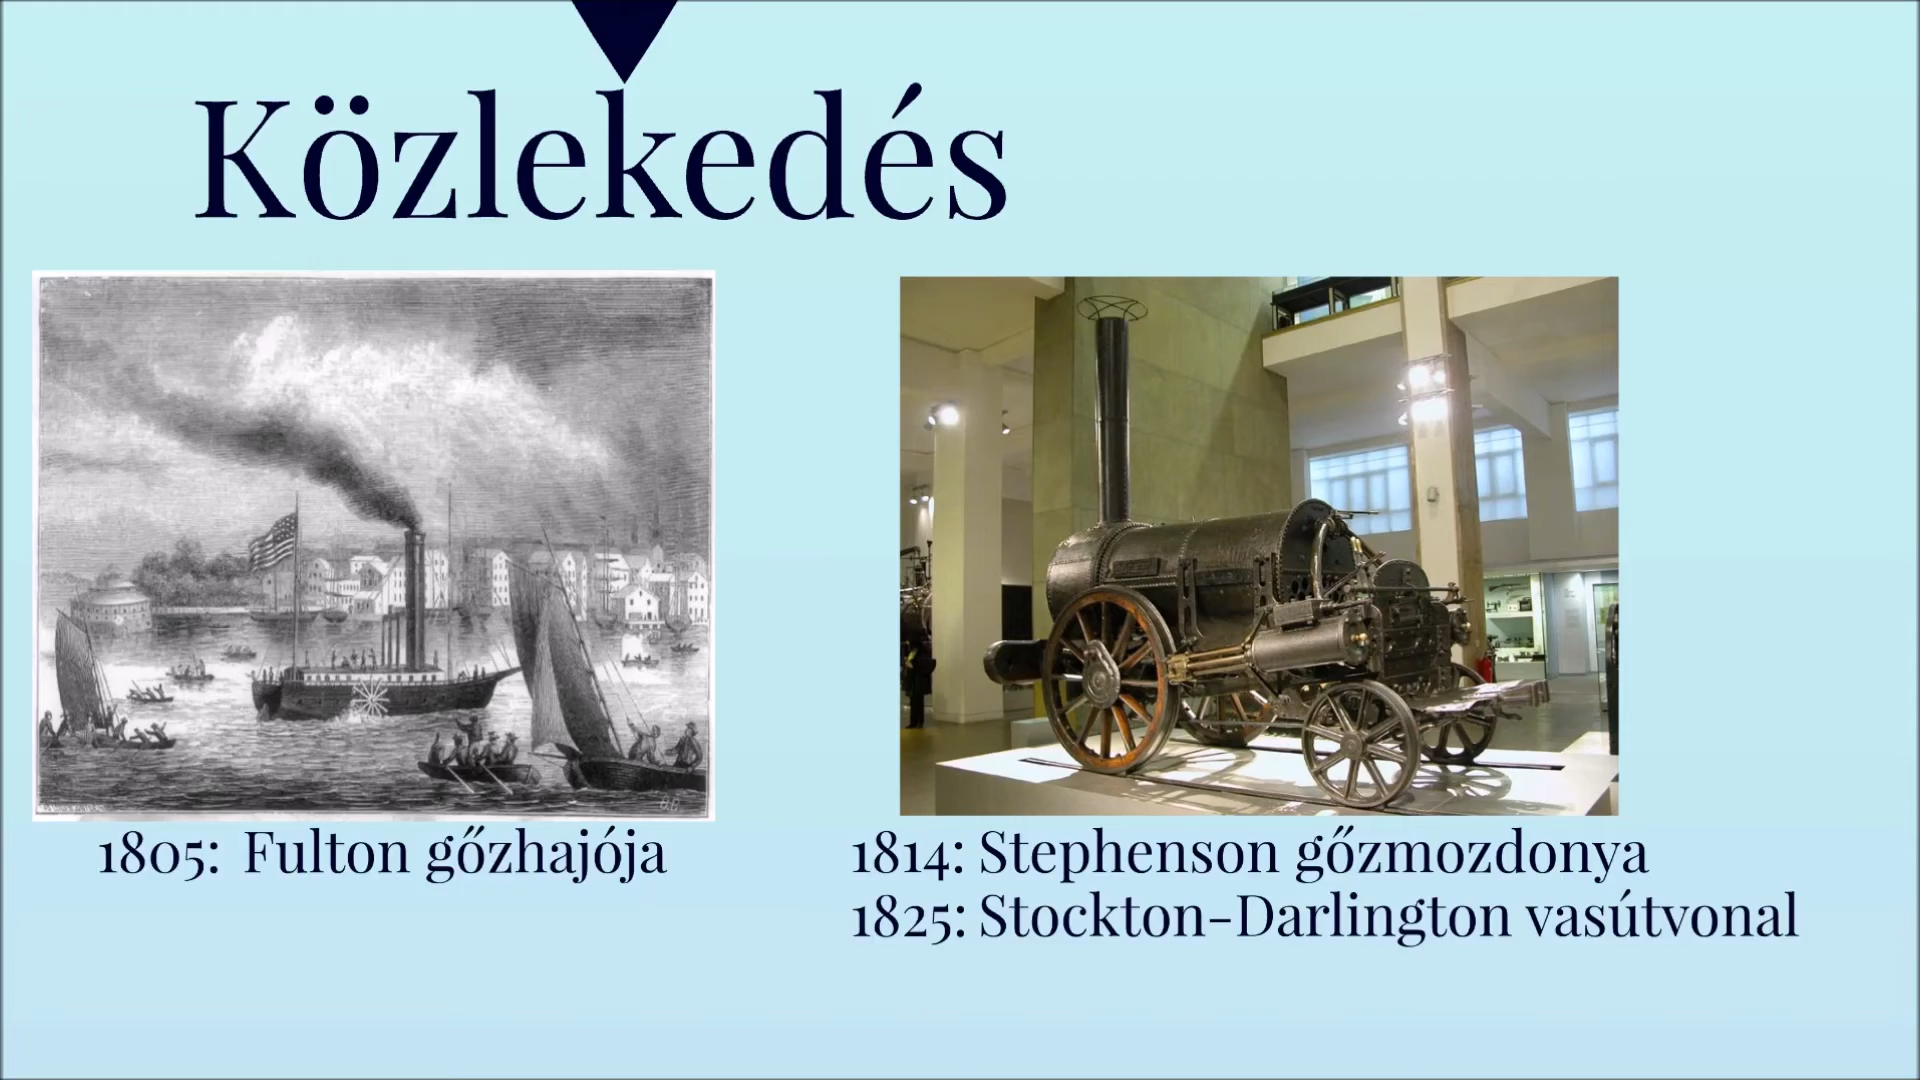 Közlekedés
1805: Fulton gőzhajója
1814: Stephenson gőzmozdonya
1825: Stockton-Darlington vasútvonal